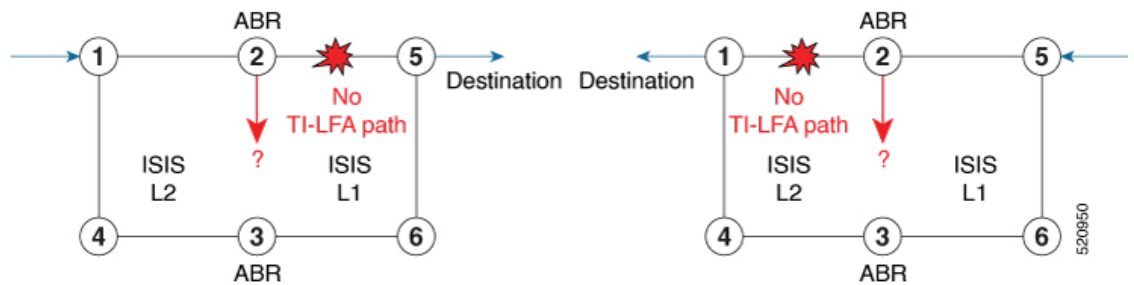 ABR
1
2
5
Destination
No
TI-LFA path
?
ISIS
L2
ISIS
L1
4
3
6
ABR
ABR
1
2
5
Destination
No
TI-LFA path
?
ISIS
L2
ISIS
L1
4
3
6
ABR
520950